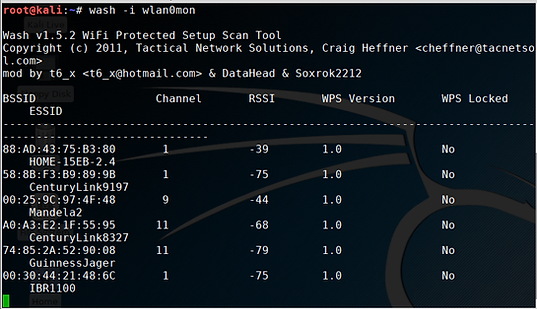 root@kali:~# wash -i wlan0mon
Wash v1.5.2 WiFi Protected Setup Scan Tool
Copyright (c) 2011, Tactical Network Solutions, Craig Heffner <cheffner@tacnetso
l.com>
mod by t6_x <t6_x@hotmail.com> & DataHead & Soxrok2212
BSSID Channel RSSI WPS Version WPS Locked
ESSID
--------------------------------------------------------------------------------
-------------------------------
88:AD:43:75:B3:80 1 -39 1.0 No
HOME-15EB-2.4
58:8B:F3:B9:89:9B 1 -75 1.0 No
CenturyLink9197
00:25:9C:97:4F:48 9 -44 1.0 No
Mandela2
A0:A3:E2:1F:55:95 11 -68 1.0 No
CenturyLink8327
74:85:2A:52:90:08 11 -79 1.0 No
GuinnessJager
00:30:44:21:48:6C 1 -75 1.0 No
IBR1100
Home